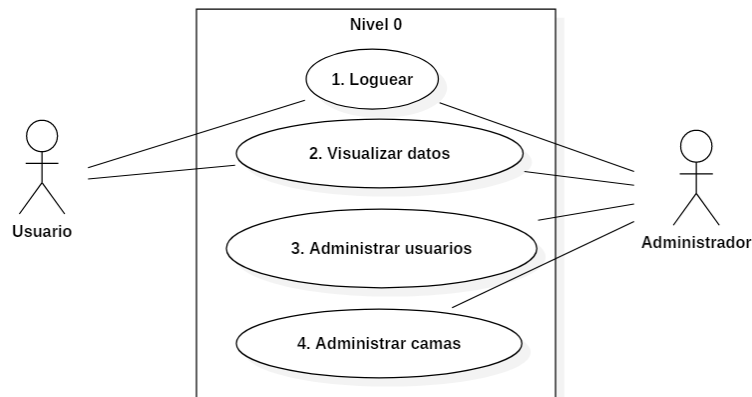 Nivel 0
1. Loguear
2. Visualizar datos
Usuario
3. Administrar usuarios
Administrador
4. Administrar camas